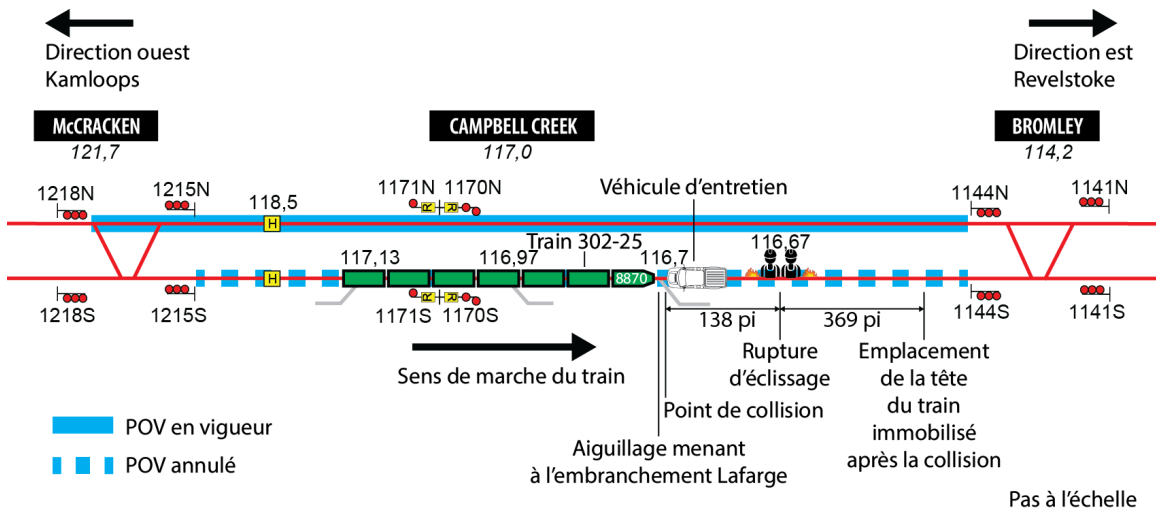 Direction ouest
Kamloops
Direction est
Revelstoke
McCRACKEN
121,7
CAMPBELL CREEK
117,0
BROMLEY
114,2
1218N
1215N
118,5
H
1171N
1170N
R
R
Véhicule d’entretien
1144N
1141N
Train 302-25
117,13
116,97
116,7
116,67
H
8870
1218S
1215S
R
R
1171S
1170S
138 pi
369 pi
1144S
1141S
Sens de marche du train
Rupture
d’éclissage
Emplacement
de la tête
du train
immobilisé
après la collision
Point de collision
Aiguillage menant
à l’embranchement Lafarge
POV en vigueur
POV annulé
Pas à l’échelle